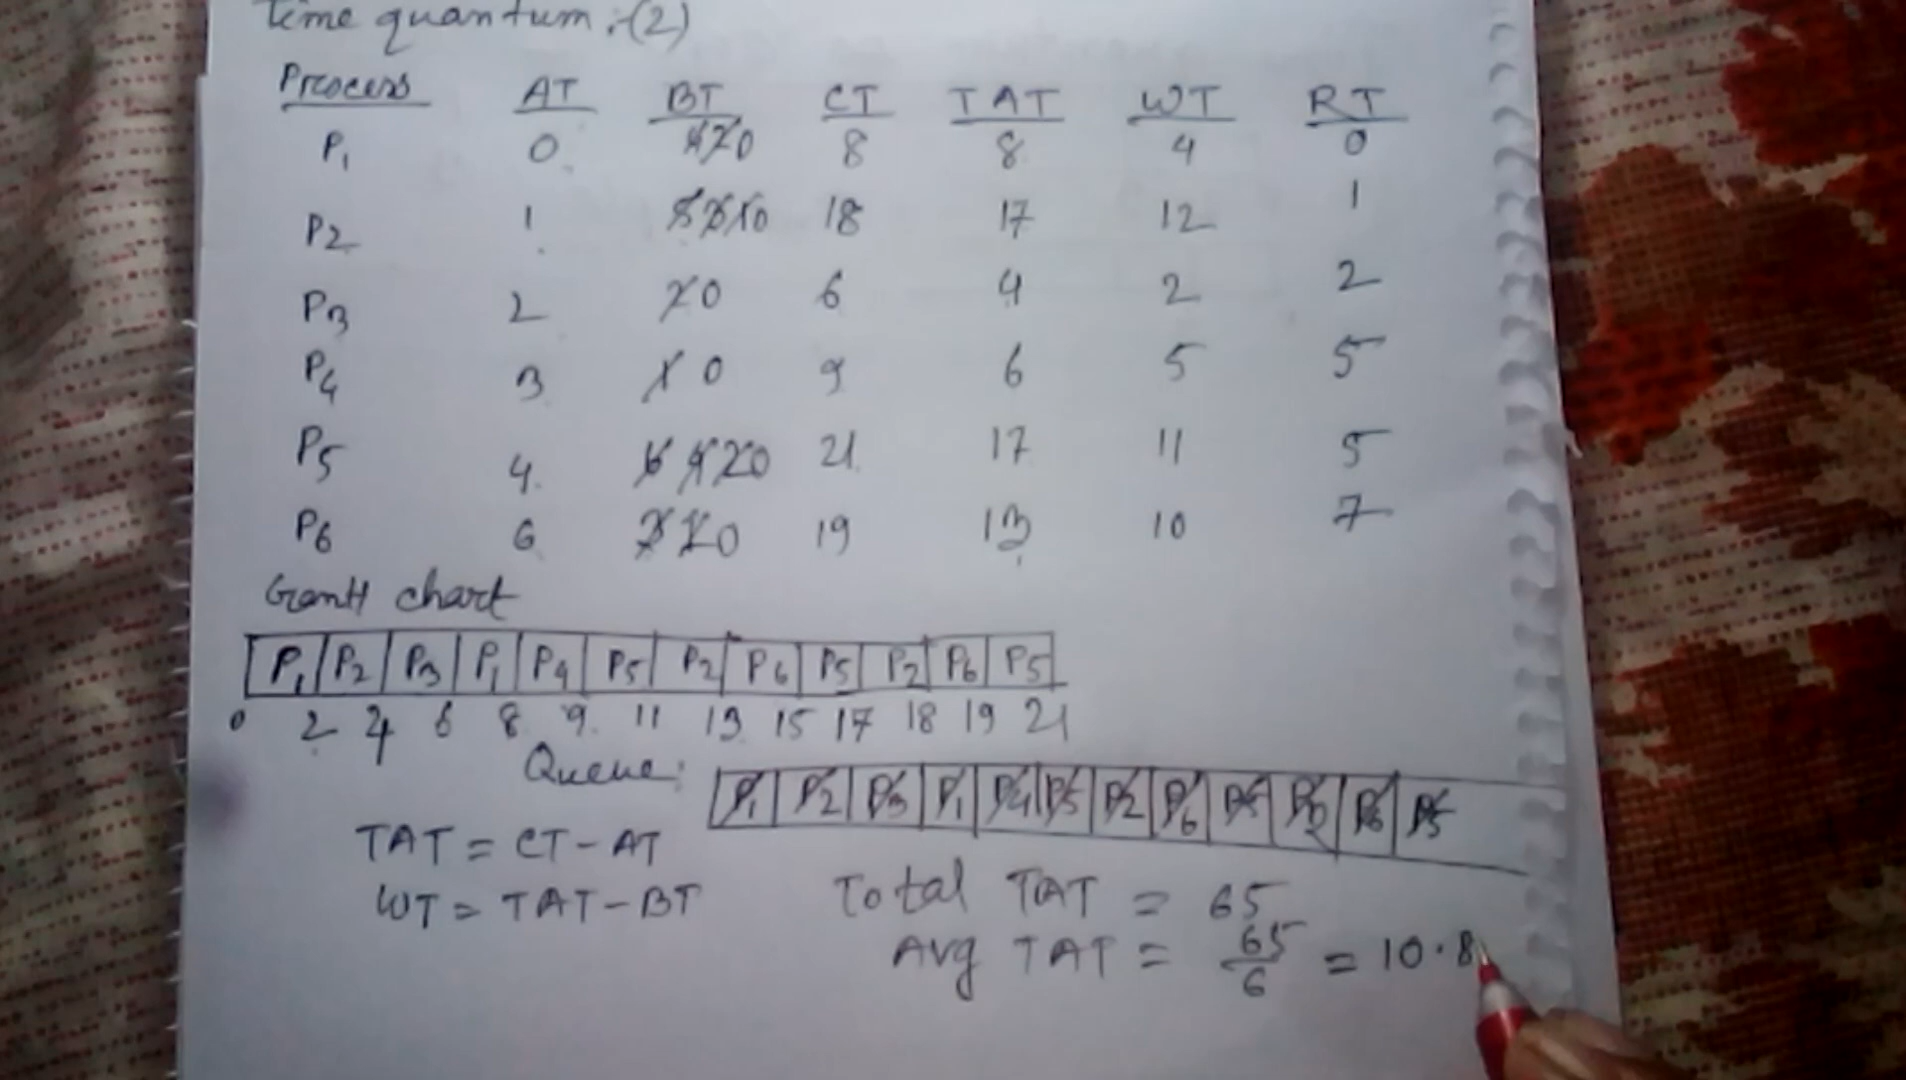 Time quantum :- (2)
Process AT BT CT TAT WT RT
P1 0 4 2 0 8 8 4 0
P2 1 5 3 1 0 18 17 12 1
P3 2 2 0 6 4 2 2
P4 3 1 0 9 6 5 5
P5 4 6 4 2 0 21 17 11 5
P6 6 3 1 0 19 13 10 7
Gantt chart
P1 P2 P3 P1 P4 P5 P2 P6 P5 P2 P6 P5
0 2 4 6 8 9 11 13 15 17 18 19 21
Queue:
P1 P2 P3 P1 P4 P5 P2 P6 P5 P2 P6 P5
TAT = CT - AT
WT = TAT - BT
Total TAT = 65
Avg TAT = 65/6 = 10.8